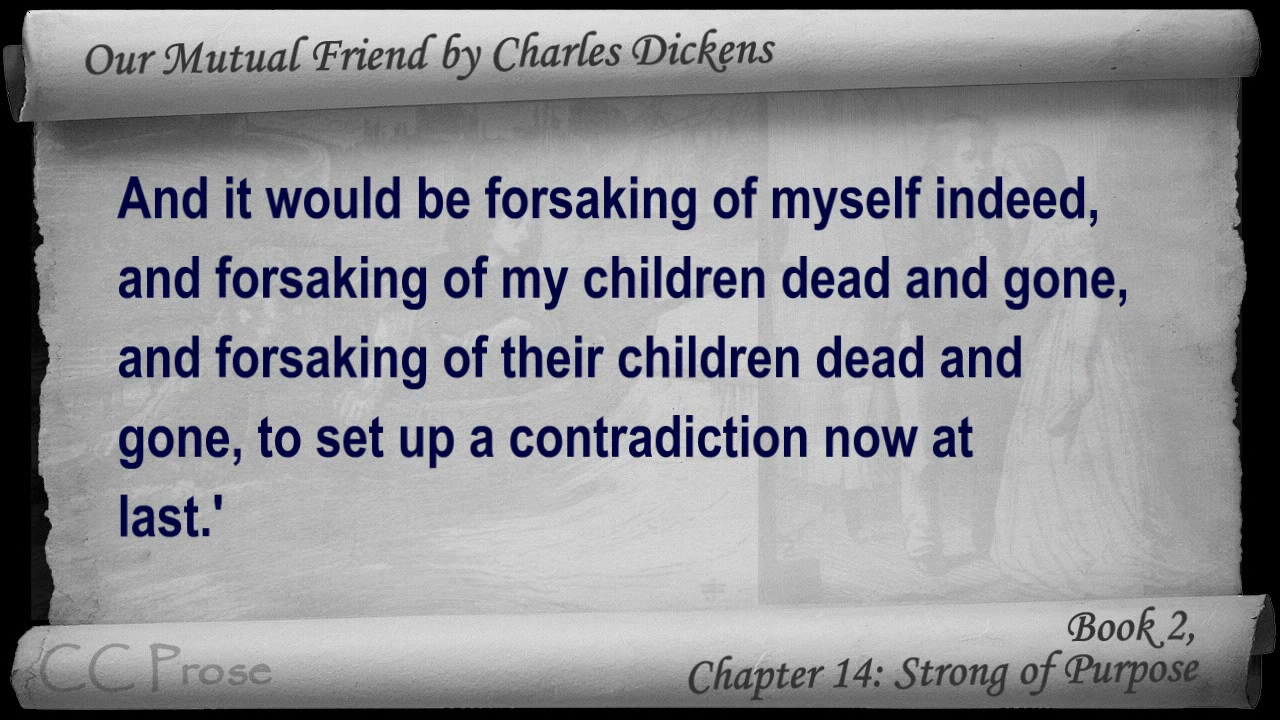 Our Mutual Friend by Charles Dickens
And it would be forsaking of myself indeed,
and forsaking of my children dead and gone,
and forsaking of their children dead and
gone, to set up a contradiction now at
last.'
Book 2,
CC Prose
Chapter 14: Strong of Purpose